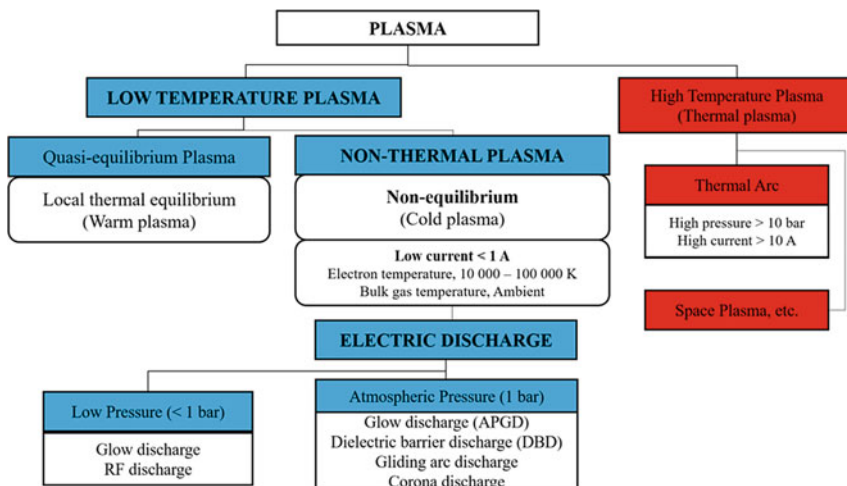 PLASMA
LOW TEMPERATURE PLASMA
High Temperature Plasma
(Thermal plasma)
Quasi-equilibrium Plasma
Local thermal equilibrium
(Warm plasma)
NON-THERMAL PLASMA
Non-equilibrium
(Cold plasma)
Low current < 1 A
Electron temperature, 10 000 – 100 000 K
Bulk gas temperature, Ambient
Thermal Arc
High pressure > 10 bar
High current > 10 A
Space Plasma, etc.
ELECTRIC DISCHARGE
Low Pressure (< 1 bar)
Glow discharge
RF discharge
Atmospheric Pressure (1 bar)
Glow discharge (APGD)
Dielectric barrier discharge (DBD)
Gliding arc discharge
Corona discharge